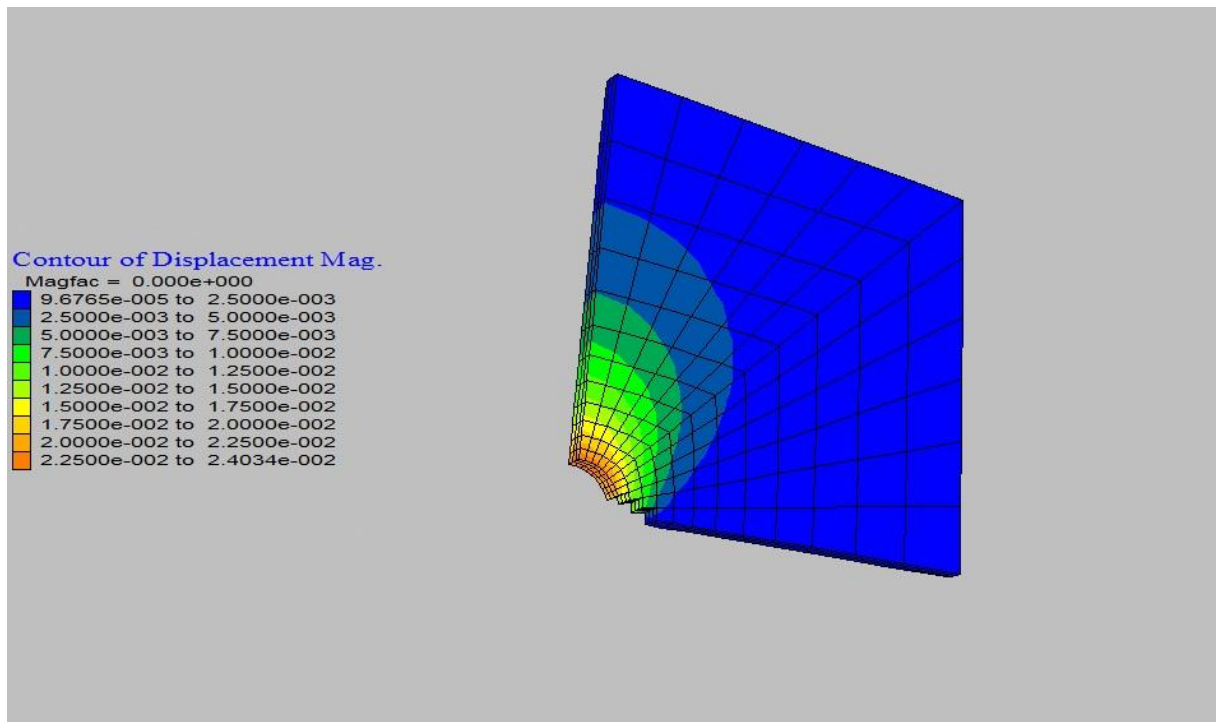 Contour of Displacement Mag.
Magfac = 0.000e+000
9.6765e-005 to 2.5000e-003
2.5000e-003 to 5.0000e-003
5.0000e-003 to 7.5000e-003
7.5000e-003 to 1.0000e-002
1.0000e-002 to 1.2500e-002
1.2500e-002 to 1.5000e-002
1.5000e-002 to 1.7500e-002
1.7500e-002 to 2.0000e-002
2.0000e-002 to 2.2500e-002
2.2500e-002 to 2.4034e-002